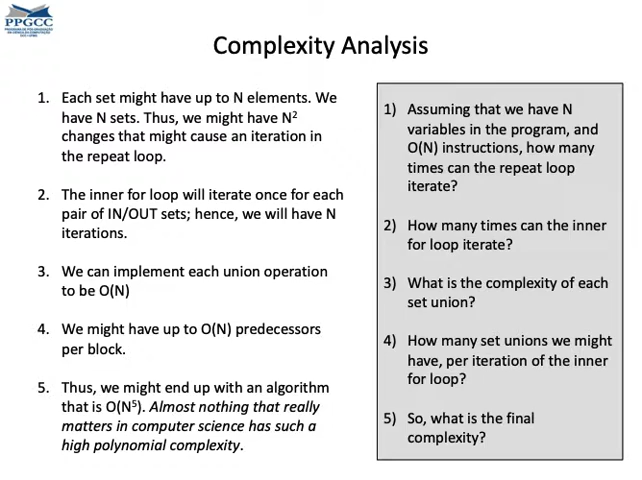 PPGCC
Complexity Analysis
1. Each set might have up to N elements. We
have N sets. Thus, we might have N²
changes that might cause an iteration in
the repeat loop.
2. The inner for loop will iterate once for each
pair of IN/OUT sets; hence, we will have N
iterations.
3. We can implement each union operation
to be O(N)
4. We might have up to O(N) predecessors
per block.
5. Thus, we might end up with an algorithm
that is O(N⁵). Almost nothing that really
matters in computer science has such a
high polynomial complexity.
1) Assuming that we have N
variables in the program, and
O(N) instructions, how many
times can the repeat loop
iterate?
2) How many times can the inner
for loop iterate?
3) What is the complexity of each
set union?
4) How many set unions we might
have, per iteration of the inner
for loop?
5) So, what is the final
complexity?